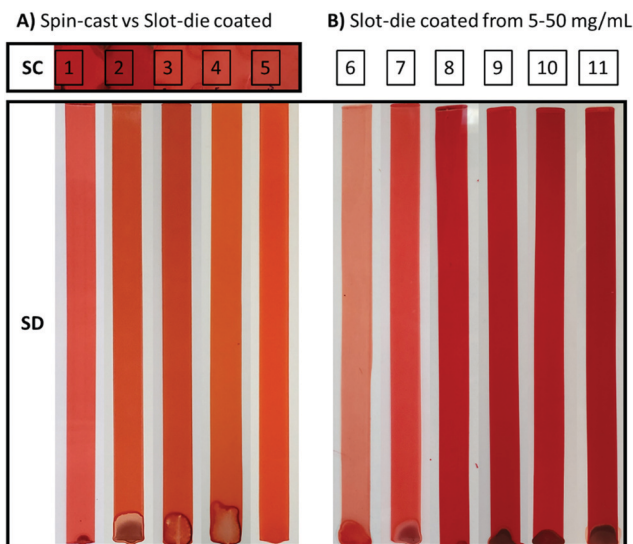 A) Spin-cast vs Slot-die coated
B) Slot-die coated from 5-50 mg/mL
SC 1 2 3 4 5
6 7 8 9 10 11
SD